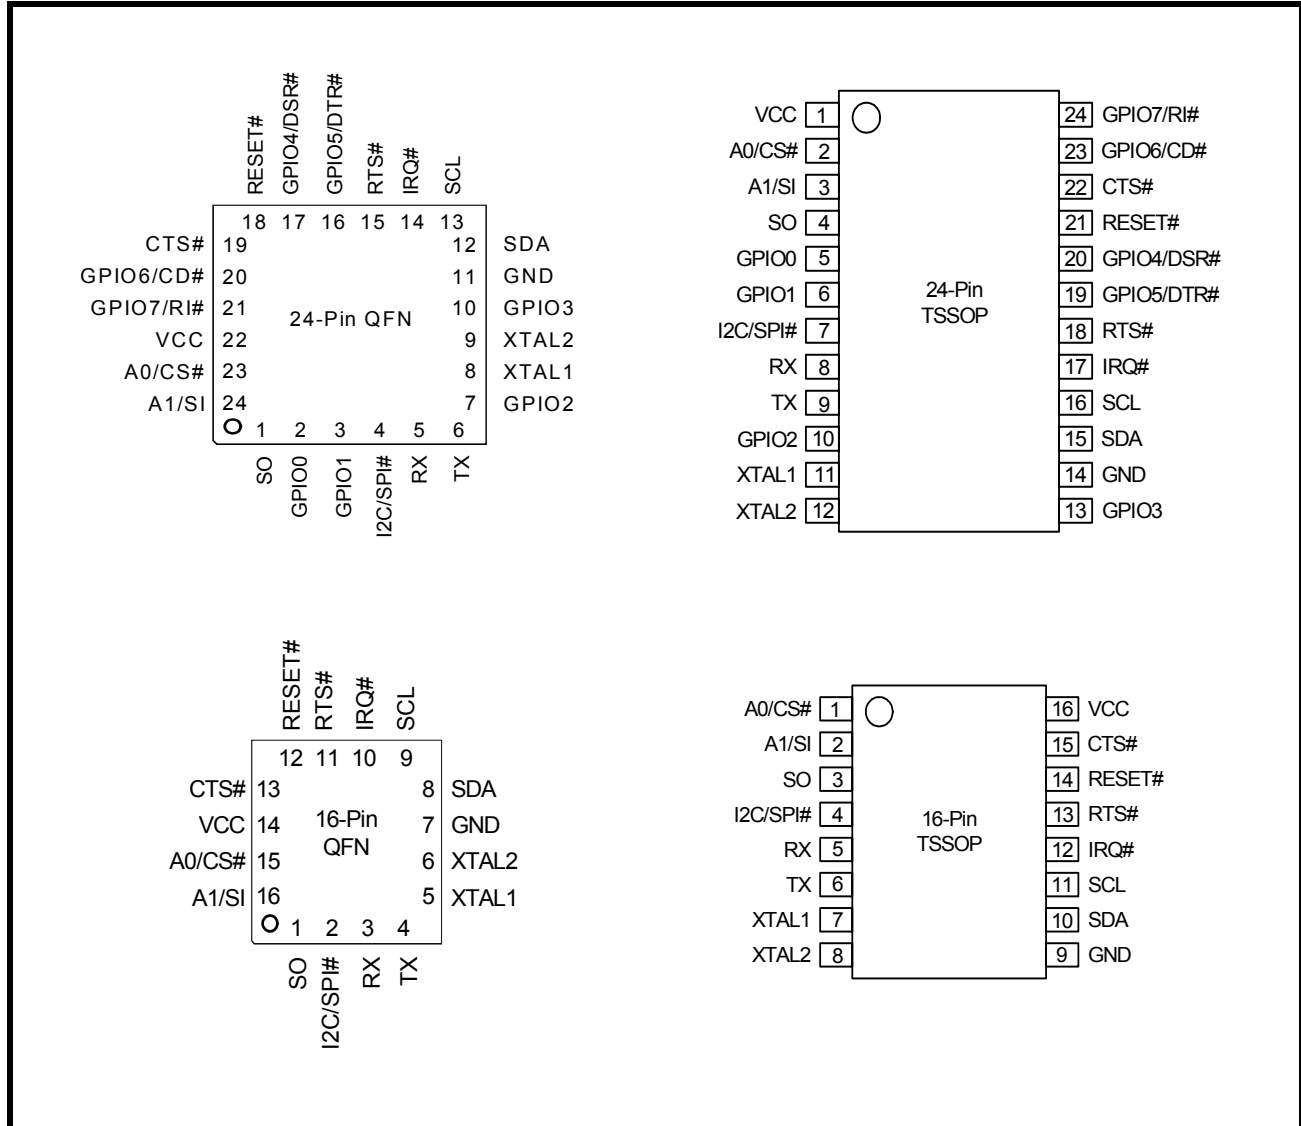 RESET#
GPIO4/DSR#
GPIO5/DTR#
RTS#
IRQ#
SCL
18 17 16 15 14 13
CTS# 19 12 SDA
GPIO6/CD# 20 11 GND
GPIO7/RI# 21 10 GPIO3
24-Pin QFN
VCC 22 9 XTAL2
A0/CS# 23 8 XTAL1
A1/SI 24 7 GPIO2
1 2 3 4 5 6
SO
GPIO0
GPIO1
I2C/SPI#
RX
TX
VCC 1 24 GPIO7/RI#
A0/CS# 2 23 GPIO6/CD#
A1/SI 3 22 CTS#
SO 4 21 RESET#
GPIO0 5 20 GPIO4/DSR#
GPIO1 6 19 GPIO5/DTR#
24-Pin
TSSOP
I2C/SPI# 7 18 RTS#
RX 8 17 IRQ#
TX 9 16 SCL
GPIO2 10 15 SDA
XTAL1 11 14 GND
XTAL2 12 13 GPIO3
RESET#
RTS#
IRQ#
SCL
12 11 10 9
CTS# 13 8 SDA
VCC 14 7 GND
16-Pin
QFN
A0/CS# 15 6 XTAL2
A1/SI 16 5 XTAL1
1 2 3 4
SO
I2C/SPI#
RX
TX
A0/CS# 1 16 VCC
A1/SI 2 15 CTS#
SO 3 14 RESET#
I2C/SPI# 4 13 RTS#
16-Pin
TSSOP
RX 5 12 IRQ#
TX 6 11 SCL
XTAL1 7 10 SDA
XTAL2 8 9 GND